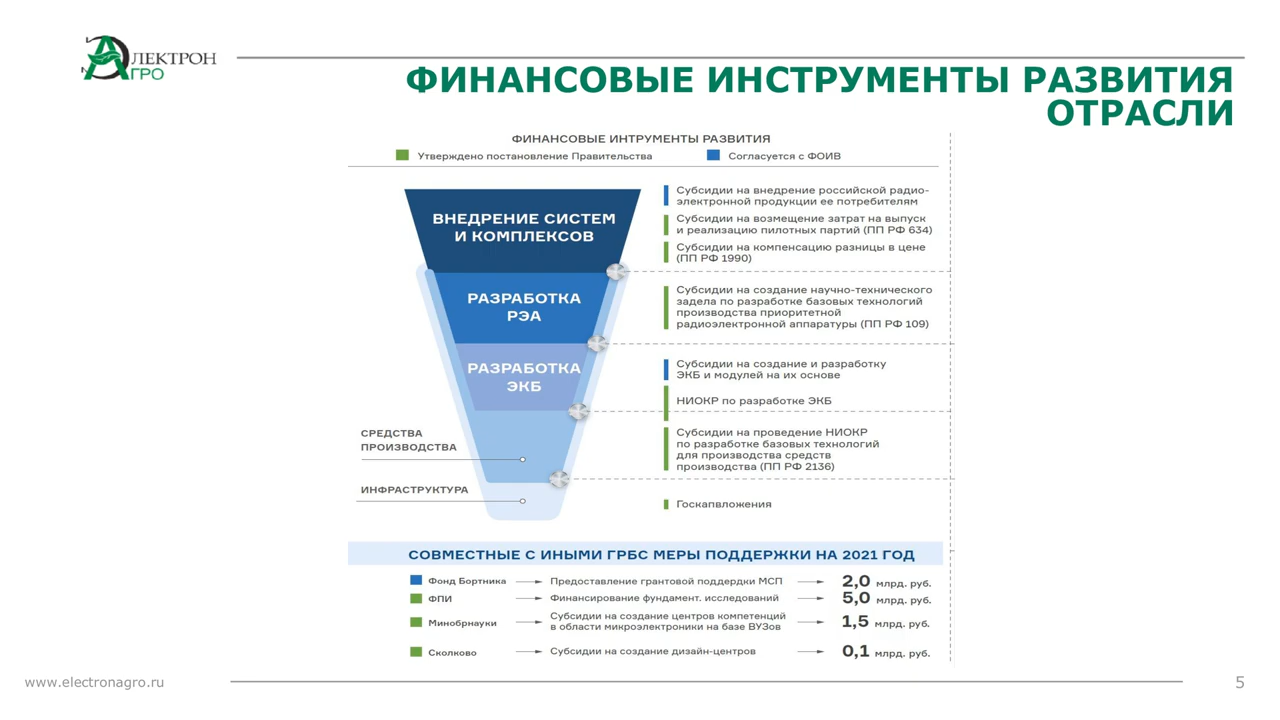 ЭЛЕКТРОН
АГРО
ФИНАНСОВЫЕ ИНСТРУМЕНТЫ РАЗВИТИЯ
ОТРАСЛИ
ФИНАНСОВЫЕ ИНТРУМЕНТЫ РАЗВИТИЯ
Утверждено постановление Правительства
Согласуется с ФОИВ
ВНЕДРЕНИЕ СИСТЕМ
И КОМПЛЕКСОВ
Субсидии на внедрение российской радио-
электронной продукции ее потребителям
Субсидии на возмещение затрат на выпуск
и реализацию пилотных партий (ПП РФ 634)
Субсидии на компенсацию разницы в цене
(ПП РФ 1990)
РАЗРАБОТКА
РЭА
Субсидии на создание научно-технического
задела по разработке базовых технологий
производства приоритетной
радиоэлектронной аппаратуры (ПП РФ 109)
РАЗРАБОТКА
ЭКБ
Субсидии на создание и разработку
ЭКБ и модулей на их основе
НИОКР по разработке ЭКБ
СРЕДСТВА
ПРОИЗВОДСТВА
Субсидии на проведение НИОКР
по разработке базовых технологий
для производства средств
производства (ПП РФ 2136)
ИНФРАСТРУКТУРА
Госкапвложения
СОВМЕСТНЫЕ С ИНЫМИ ГРБС МЕРЫ ПОДДЕРЖКИ НА 2021 ГОД
Фонд Бортника Предоставление грантовой поддердки МСП 2,0 млрд. руб.
ФПИ Финансирование фундамент. исследований 5,0 млрд. руб.
Минобрнауки Субсидии на создание центров компетенций
в области микроэлектроники на базе ВУЗов 1,5 млрд. руб.
Сколково Субсидии на создание дизайн-центров 0,1 млрд. руб.
www.electronagro.ru
5